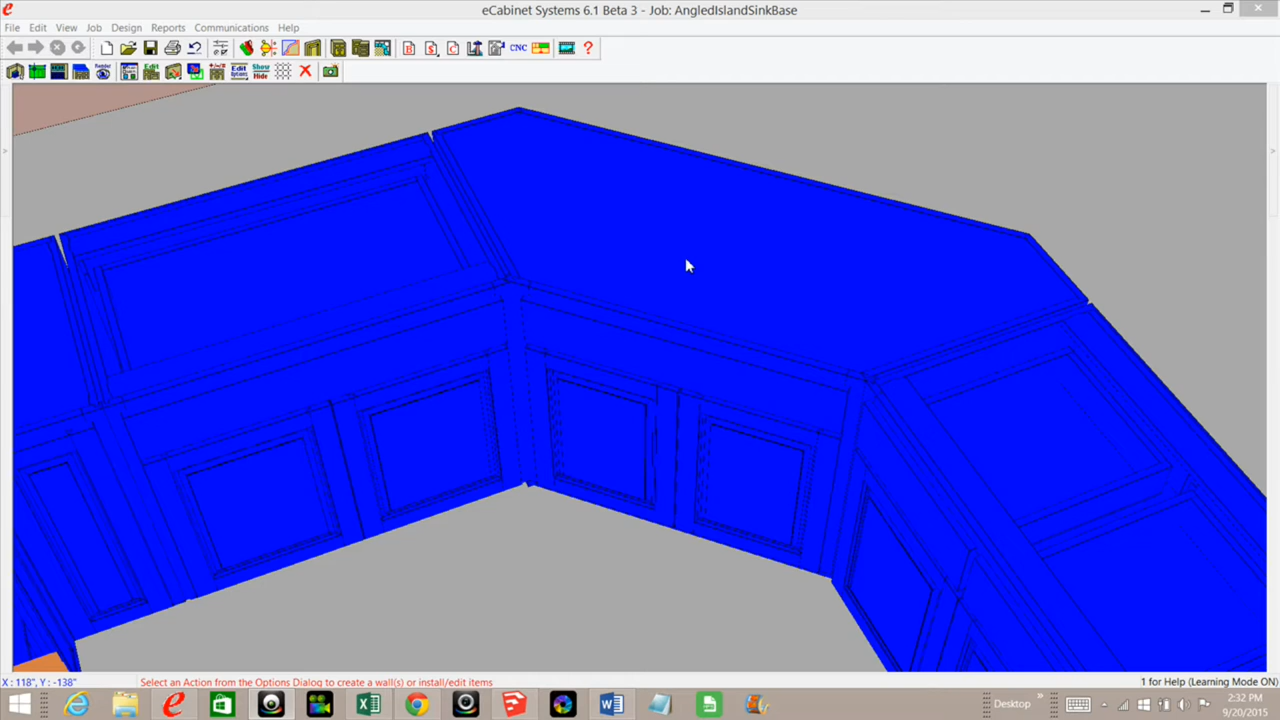 eCabinet Systems 6.1 Beta 3 - Job: AngledIslandSinkBase
File Edit View Job Design Reports Communications Help
B S C CNC ?
Edit Edit Options Show Hide
X : 118", Y : -138" Select an Action from the Options Dialog to create a wall(s) or install/edit items 1 for Help (Learning Mode ON)
Desktop 2:32 PM
9/20/2015